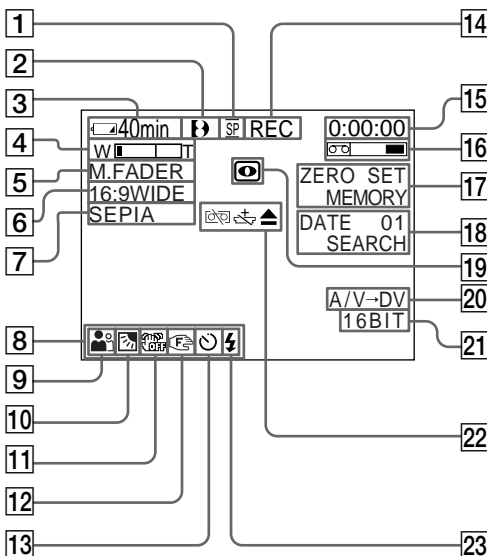 1
2
3
4
5
6
7
8
9
10
11
12
13
14
15
16
17
18
19
20
21
22
23
40min SP REC 0:00:00
W T
M.FADER
16:9WIDE
SEPIA
ZERO SET
MEMORY
DATE 01
SEARCH
A/V→DV
16BIT
OFF
F